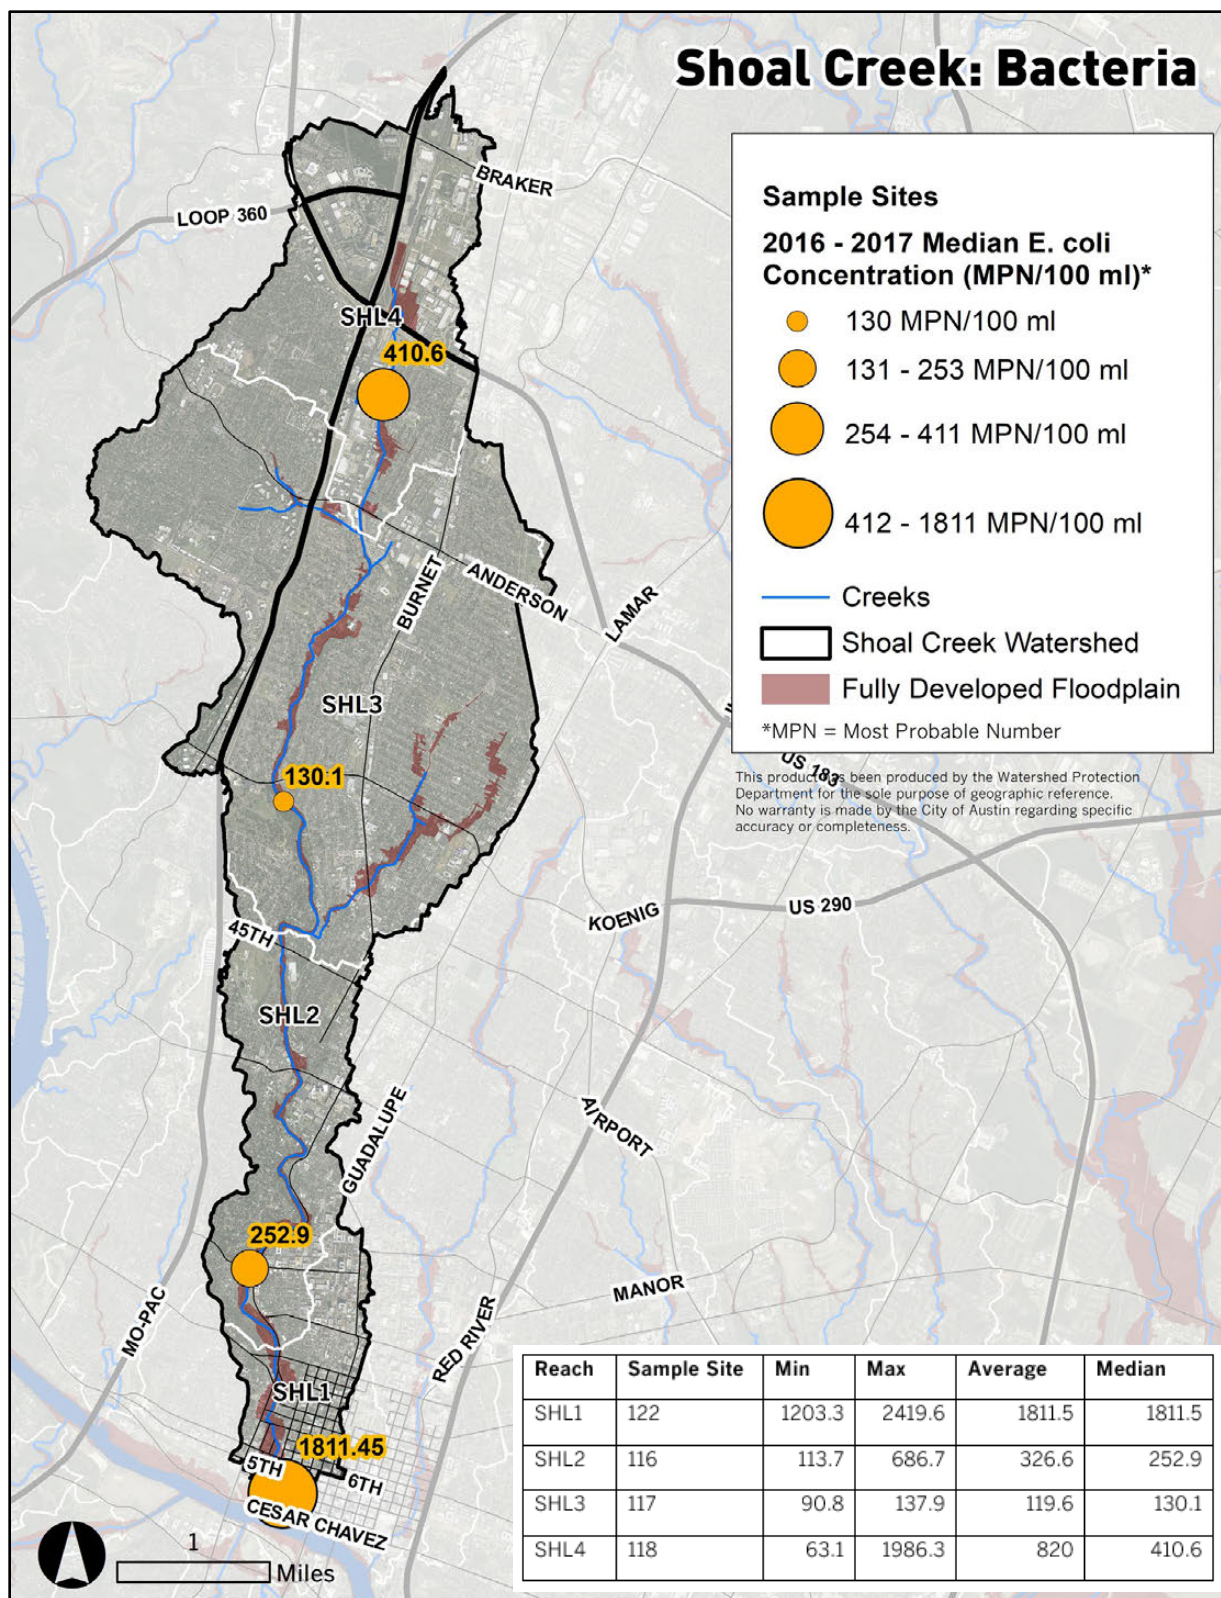 Shoal Creek: Bacteria
Sample Sites
2016 - 2017 Median E. coli
Concentration (MPN/100 ml)*
130 MPN/100 ml
131 - 253 MPN/100 ml
254 - 411 MPN/100 ml
412 - 1811 MPN/100 ml
Creeks
Shoal Creek Watershed
Fully Developed Floodplain
*MPN = Most Probable Number
This product has been produced by the Watershed Protection
Department for the sole purpose of geographic reference.
No warranty is made by the City of Austin regarding specific
accuracy or completeness.
BRAKER
LOOP 360
SHL4
410.6
BURNET
ANDERSON
LAMAR
SHL3
US 183
130.1
KOENIG
US 290
45TH
SHL2
AIRPORT
GUADALUPE
252.9
MANOR
MO-PAC
RED RIVER
SHL1
1811.45
5TH
6TH
CESAR CHAVEZ
1
Miles
Reach Sample Site Min Max Average Median
SHL1 122 1203.3 2419.6 1811.5 1811.5
SHL2 116 113.7 686.7 326.6 252.9
SHL3 117 90.8 137.9 119.6 130.1
SHL4 118 63.1 1986.3 820 410.6